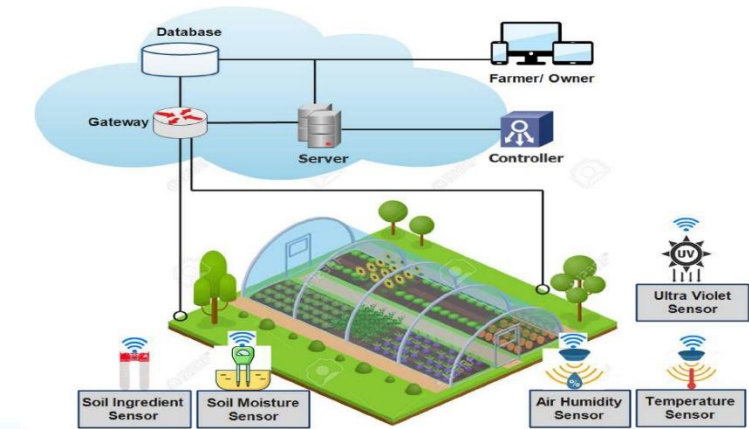 Database
Farmer/ Owner
Gateway
Server
Controller
UV
Ultra Violet
Sensor
Soil Ingredient
Sensor
Soil Moisture
Sensor
%
Air Humidity
Sensor
Temperature
Sensor